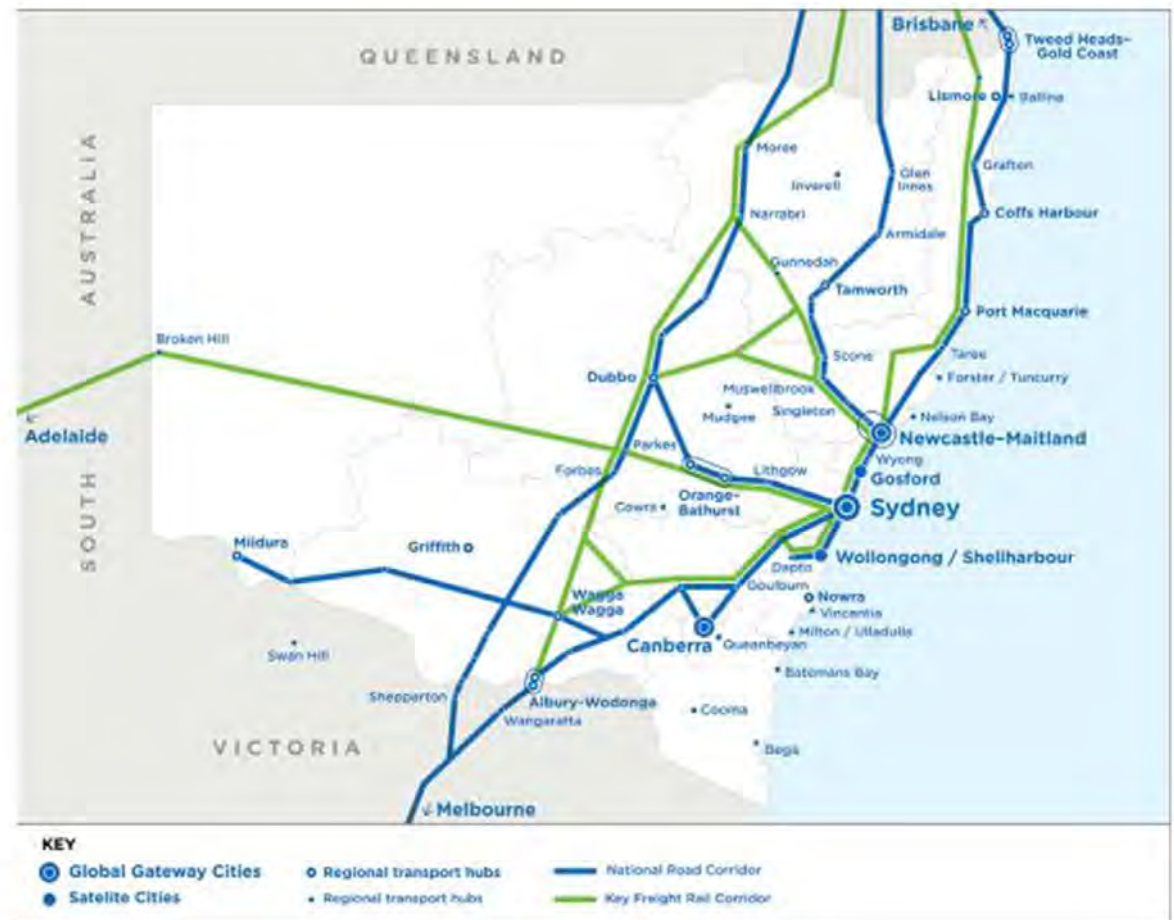 Brisbane
QUEENSLAND
Tweed Heads-
Gold Coast
Lismore
Ballina
Moree
Grafton
Inverell
Glen
Innes
AUSTRALIA
Narrabri
Coffs Harbour
Armidale
Gunnedah
Tamworth
Port Macquarie
Broken Hill
Scone
Taree
Dubbo
Forster / Tuncurry
Muswellbrook
Mudgee
Singleton
Nelson Bay
Adelaide
Newcastle-Maitland
Parkes
Wyong
Forbes
Lithgow
Gosford
SOUTH
Cowra
Orange-
Bathurst
Sydney
Mildura
Griffith
Wollongong / Shellharbour
Dapto
Goulburn
Wagga
Wagga
Nowra
Vincentia
Milton / Ulladulla
Canberra
Queanbeyan
Swan Hill
Batemans Bay
Shepparton
Albury-Wodonga
Cooma
Wangaratta
VICTORIA
Bega
Melbourne
KEY
Global Gateway Cities
Regional transport hubs
National Road Corridor
Satelite Cities
Regional transport hubs
Key Freight Rail Corridor